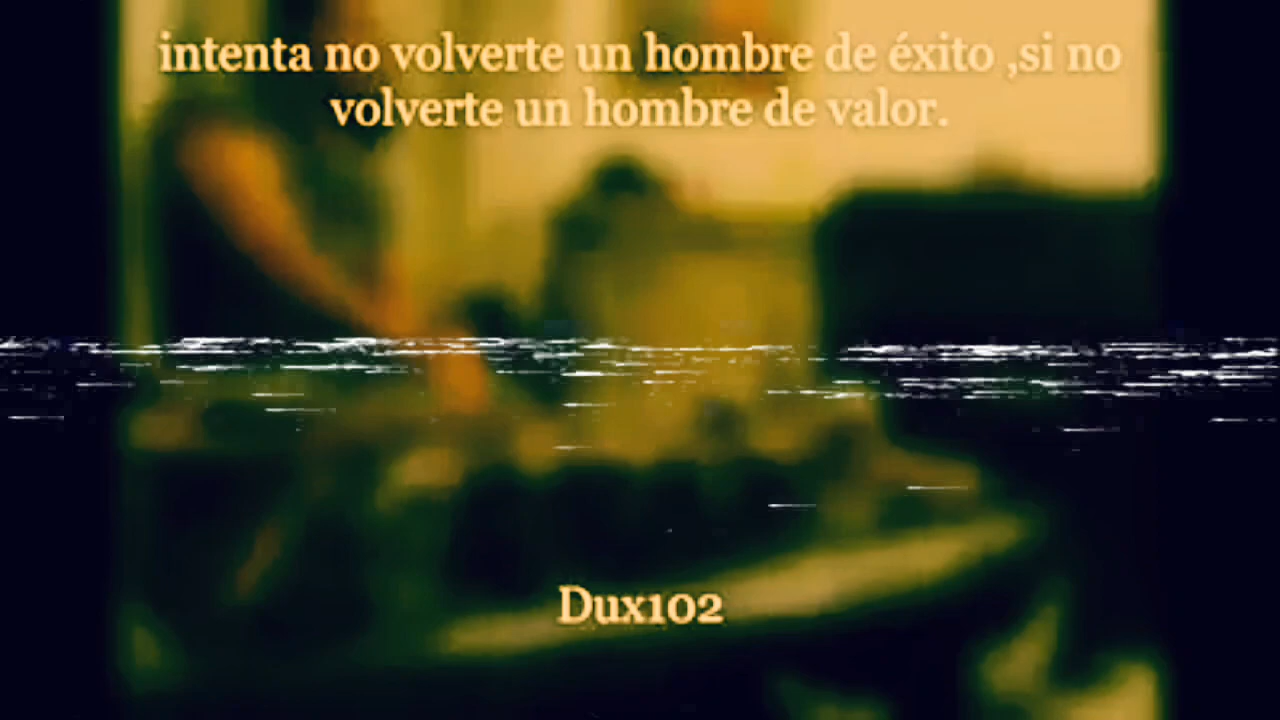 intenta no volverte un hombre de éxito ,si no
volverte un hombre de valor.
Dux102